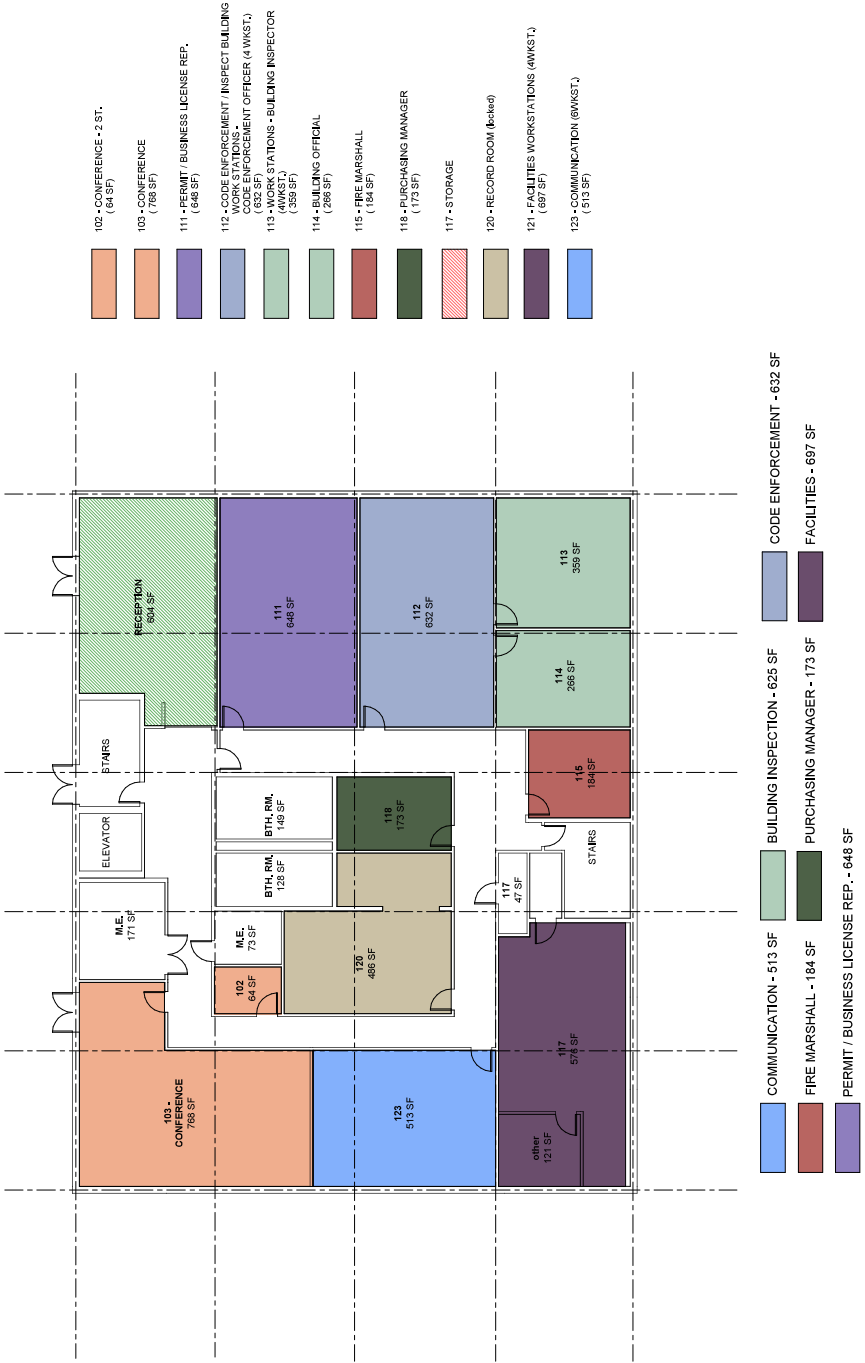 102 - CONFERENCE - 2 ST.
( 64 SF)
103 - CONFERENCE
( 768 SF)
111 - PERMIT / BUSINESS LICENSE REP.
( 648 SF)
112 - CODE ENFORCEMENT / INSPECT BUILDING
WORK STATIONS -
CODE ENFORCEMENT OFFICER (4 WKST.)
( 632 SF)
113 - WORK STATIONS - BUILDING INSPECTOR
(4WKST.)
( 359 SF)
114 - BUILDING OFFICIAL
( 266 SF)
115 - FIRE MARSHALL
( 184 SF)
118 - PURCHASING MANAGER
( 173 SF)
117 - STORAGE
120 - RECORD ROOM (locked)
121 - FACILITIES WORKSTATIONS (4WKST.)
( 697 SF)
123 - COMMUNICATION (6WKST.)
( 513 SF)
103 -
CONFERENCE
768 SF
M.E.
171 SF
ELEVATOR
STAIRS
RECEPTION
604 SF
102
64 SF
M.E.
73 SF
BTH. RM.
128 SF
BTH. RM.
149 SF
111
648 SF
123
513 SF
120
486 SF
118
173 SF
112
632 SF
other
121 SF
117
576 SF
117
47 SF
STAIRS
115
184 SF
114
266 SF
113
359 SF
COMMUNICATION - 513 SF
BUILDING INSPECTION - 625 SF
CODE ENFORCEMENT - 632 SF
FIRE MARSHALL - 184 SF
PURCHASING MANAGER - 173 SF
FACILITIES - 697 SF
PERMIT / BUSINESS LICENSE REP. - 648 SF